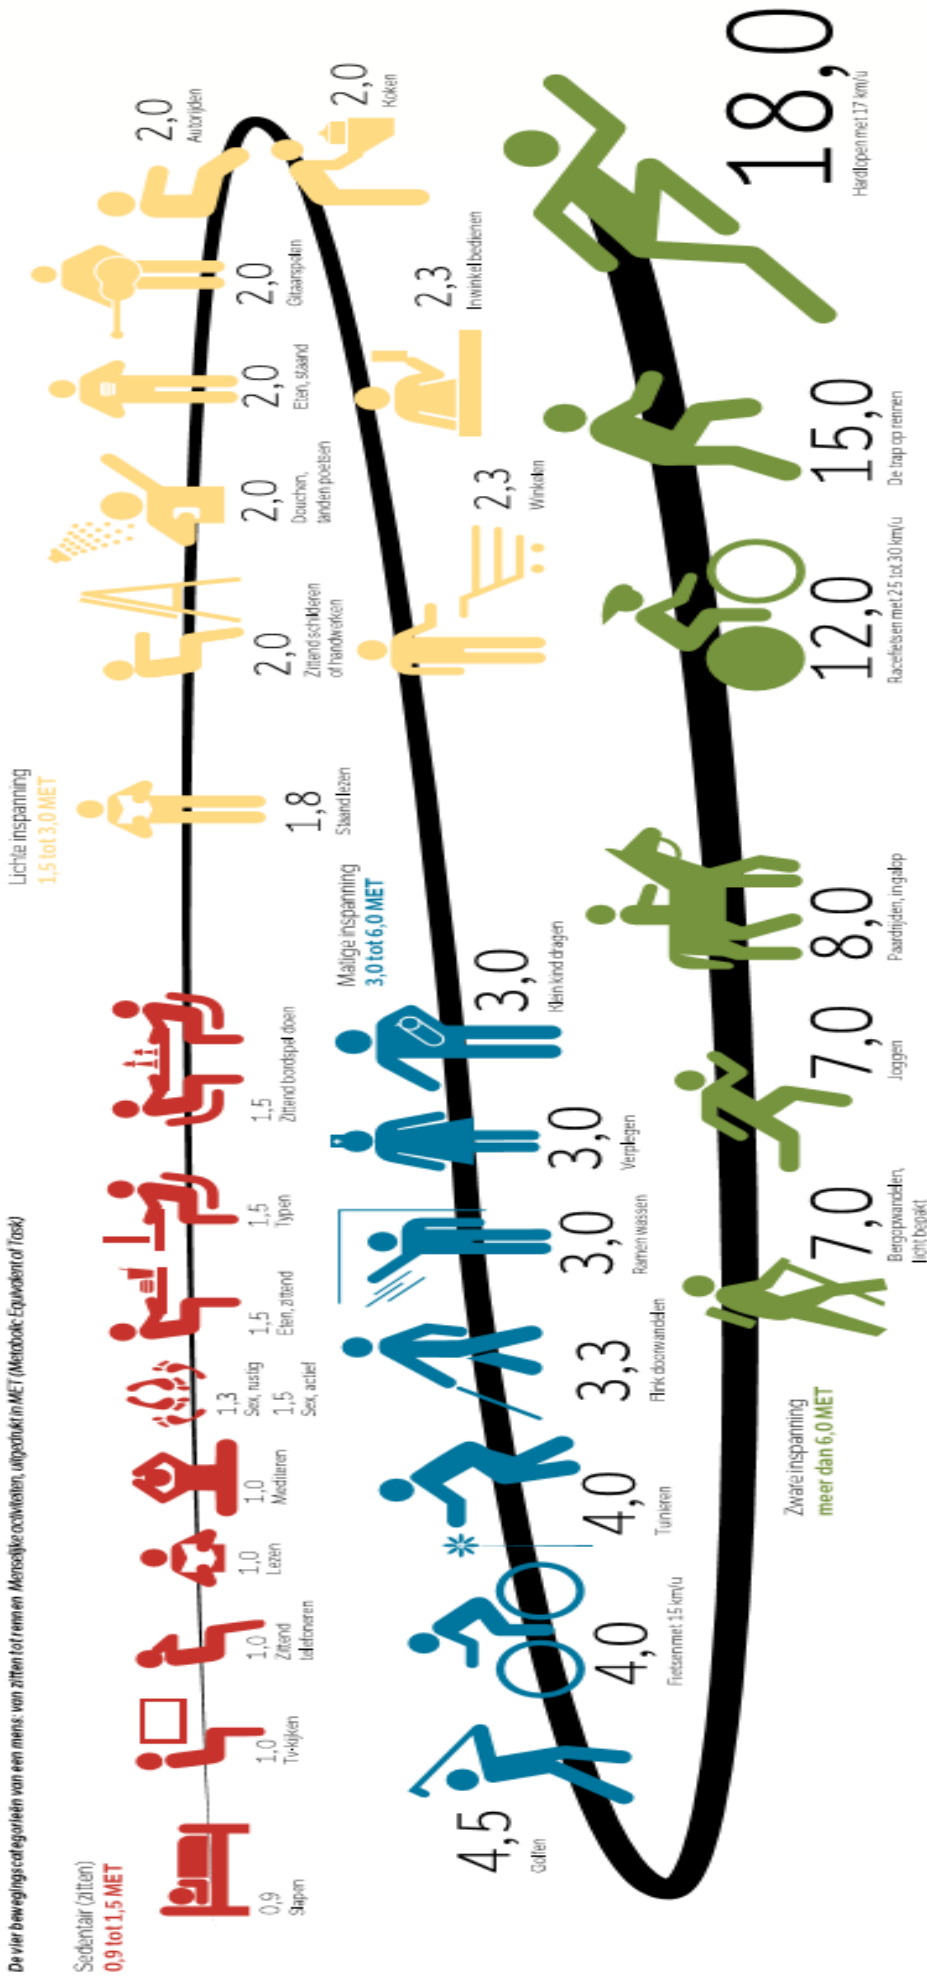 De vier bewegingscategorieën van een mens: van zitten tot rennen Menselijke activiteiten, uitgedrukt in MET (Metabolic Equivalent of Task)
Sedentair (zitten)
0,9 tot 1,5 MET
0,9
Slapen
1,0
Tv-kijken
1,0
Zittend
telefoneren
1,0
Lezen
1,0
Mediteren
1,3
Sex, rustig
1,5
Sex, actief
1,5
Eten, zittend
1,5
Typen
1,5
Zittend bordspel doen
Lichte inspanning
1,5 tot 3,0 MET
1,8
Staand lezen
2,0
Zittend schilderen
of handwerken
2,0
Douchen,
tanden poetsen
2,0
Eten, staand
2,0
Gitaarspelen
2,0
Autorijden
2,0
Koken
2,3
In winkel bedienen
2,3
Winkelen
Matige inspanning
3,0 tot 6,0 MET
3,0
Klein kind dragen
3,0
Verplegen
3,0
Ramen wassen
3,3
Flink doorwandelen
4,0
Tuinieren
4,0
Fietsen met 15 km/u
4,5
Golfen
Zware inspanning
meer dan 6,0 MET
7,0
Bergop wandelen,
licht bepakt
7,0
Joggen
8,0
Paardrijden, in galop
12,0
Racefietsen met 25 tot 30 km/u
15,0
De trap op rennen
18,0
Hardlopen met 17 km/u